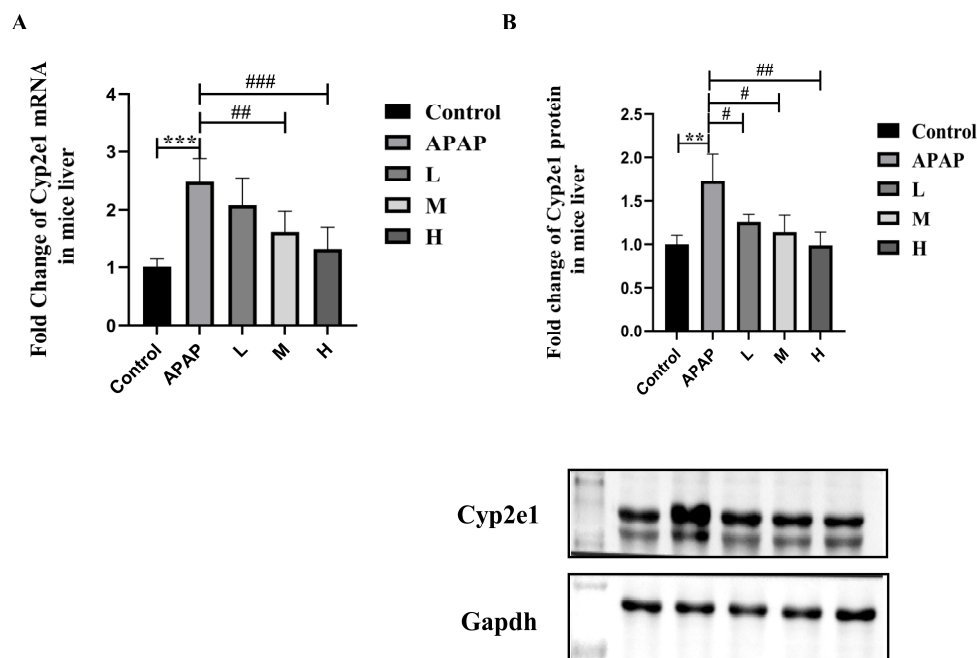 A
B
Fold Change of Cyp2e1 mRNA
in mice liver
4
3
2
1
0
***
##
###
Control
APAP
L
M
H
Control
APAP
L
M
H
Fold change of Cyp2e1 protein
in mice liver
2.5
2.0
1.5
1.0
0.5
0.0
**
#
#
##
Control
APAP
L
M
H
Control
APAP
L
M
H
Cyp2e1
Gapdh